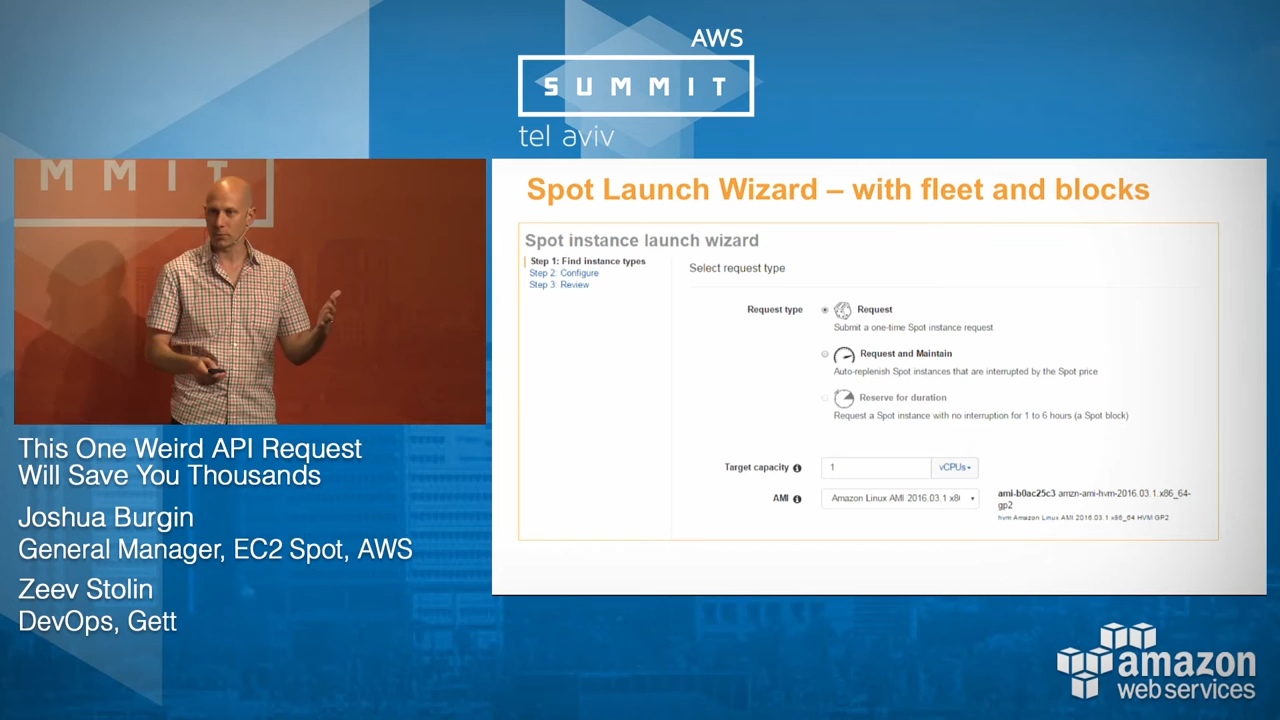 AWS
SUMMIT
tel aviv
MMIT
This One Weird API Request
Will Save You Thousands
Joshua Burgin
General Manager, EC2 Spot, AWS
Zeev Stolin
DevOps, Gett
Spot Launch Wizard – with fleet and blocks
Spot instance launch wizard
Step 1: Find instance types
Step 2: Configure
Step 3: Review
Select request type
Request type
Request
Submit a one-time Spot instance request
Request and Maintain
Auto-replenish Spot instances that are interrupted by the Spot price
Reserve for duration
Request a Spot instance with no interruption for 1 to 6 hours (a Spot block)
Target capacity
1
vCPUs
AMI
Amazon Linux AMI 2016.03.1 x8
ami-b0ac25c3 amzn-ami-hvm-2016.03.1.x86_64-
gp2
hvm Amazon Linux AMI 2016.03.1 x86_64 HVM GP2
amazon
web services